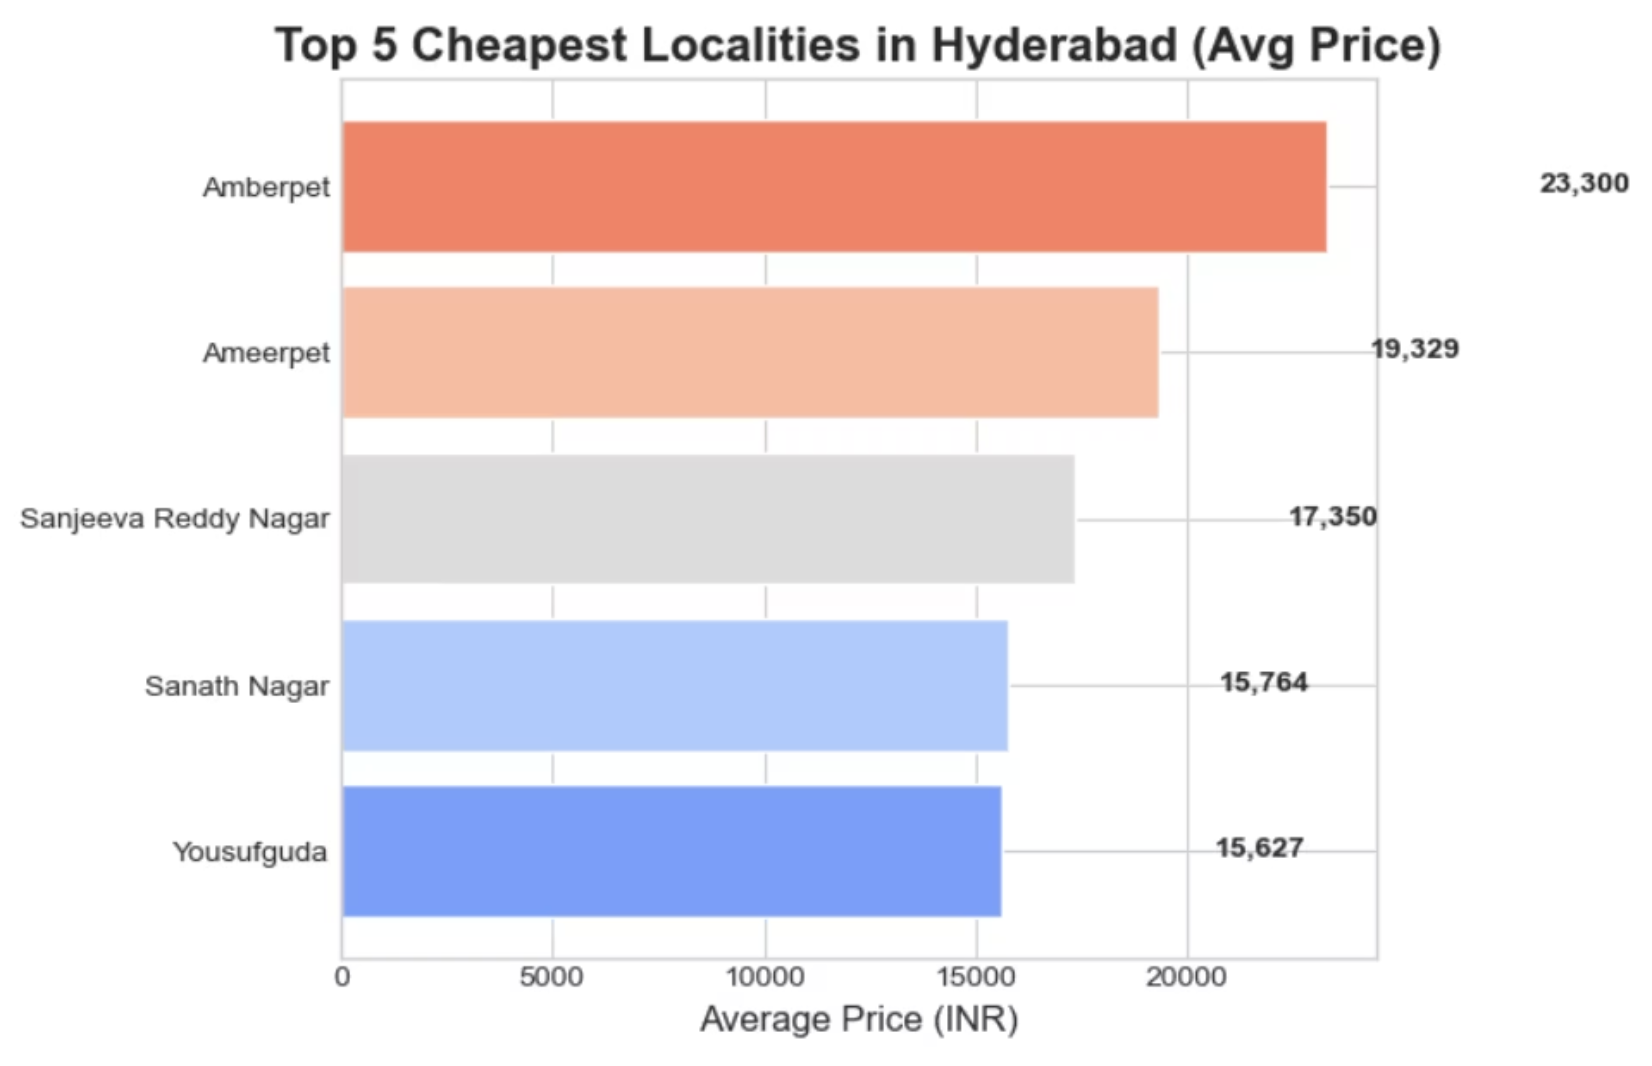 Top 5 Cheapest Localities in Hyderabad (Avg Price)
Amberpet
23,300
Ameerpet
19,329
Sanjeeva Reddy Nagar
17,350
Sanath Nagar
15,764
Yousufguda
15,627
0 5000 10000 15000 20000
Average Price (INR)